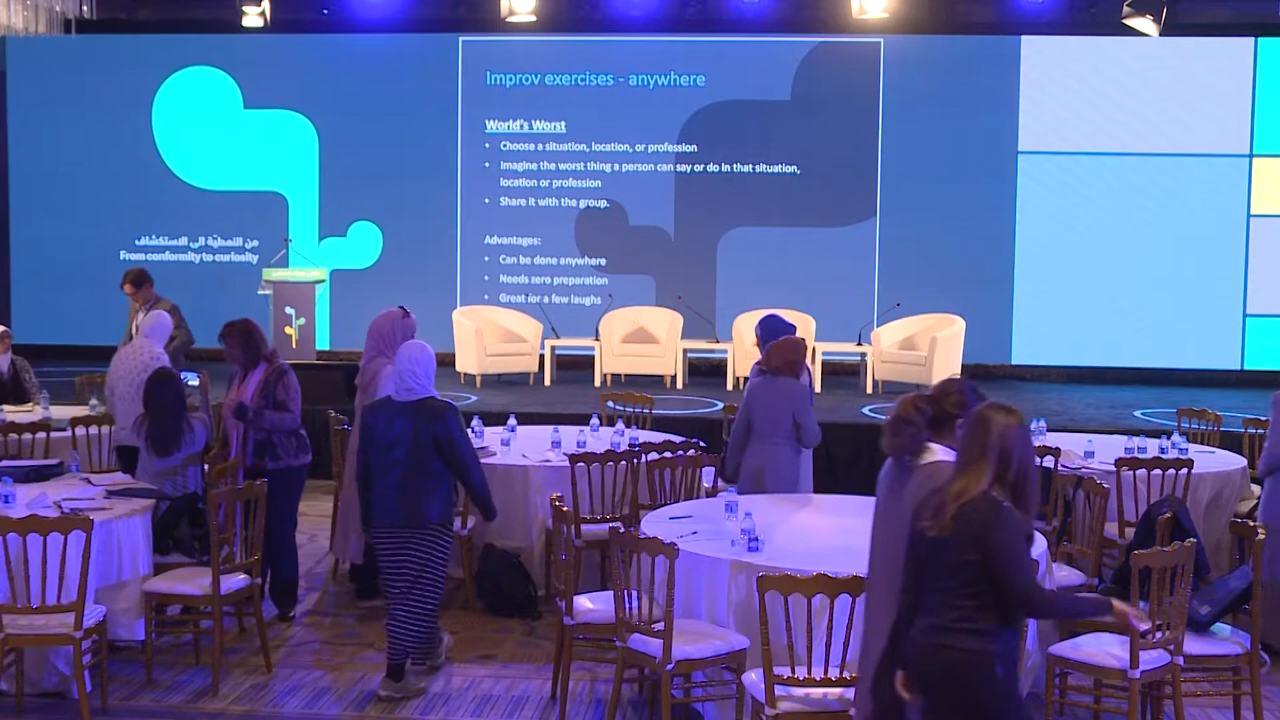 Improv exercises - anywhere
World's Worst
• Choose a situation, location, or profession
• Imagine the worst thing a person can say or do in that situation,
location or profession
• Share it with the group.
Advantages:
• Can be done anywhere
• Needs zero preparation
• Great for a few laughs
من النمطيّة الى الاستكشاف
From conformity to curiosity